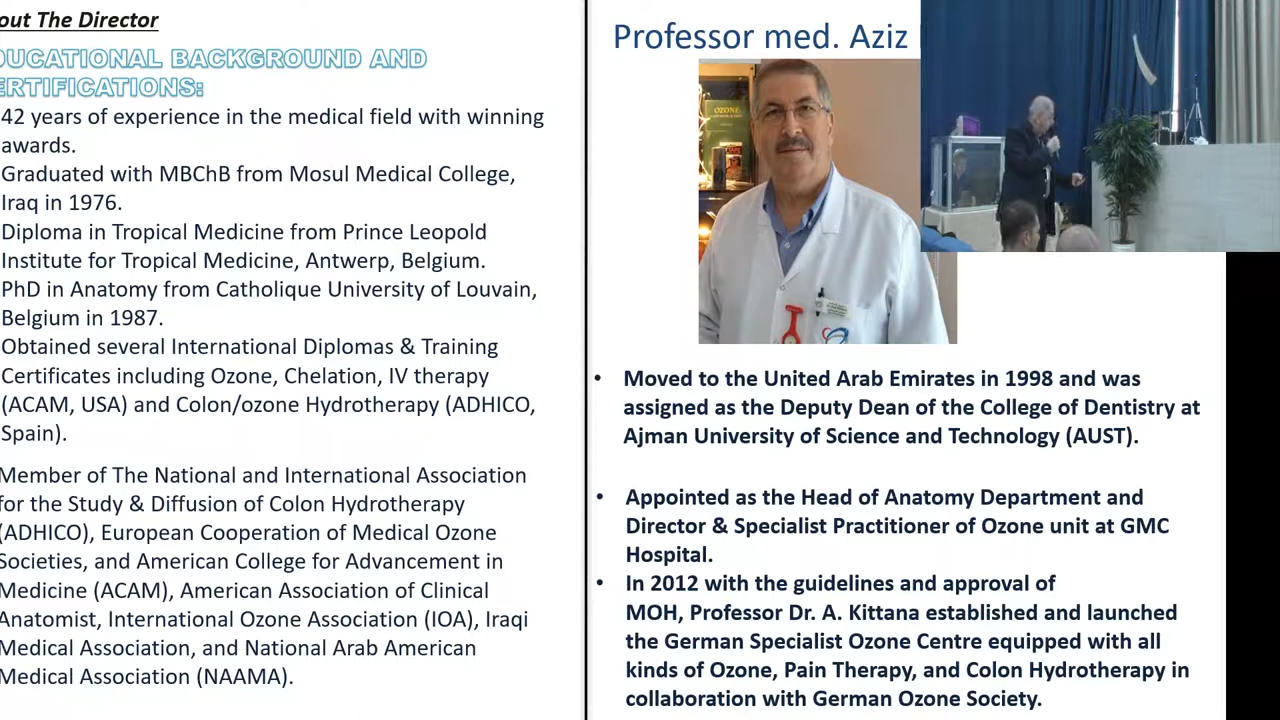 out The Director
DUCATIONAL BACKGROUND AND
ERTIFICATIONS:
42 years of experience in the medical field with winning
awards.
Graduated with MBChB from Mosul Medical College,
Iraq in 1976.
Diploma in Tropical Medicine from Prince Leopold
Institute for Tropical Medicine, Antwerp, Belgium.
PhD in Anatomy from Catholique University of Louvain,
Belgium in 1987.
Obtained several International Diplomas & Training
Certificates including Ozone, Chelation, IV therapy
(ACAM, USA) and Colon/ozone Hydrotherapy (ADHICO,
Spain).
Member of The National and International Association
for the Study & Diffusion of Colon Hydrotherapy
(ADHICO), European Cooperation of Medical Ozone
Societies, and American College for Advancement in
Medicine (ACAM), American Association of Clinical
Anatomist, International Ozone Association (IOA), Iraqi
Medical Association, and National Arab American
Medical Association (NAAMA).
Professor med. Aziz
OZONE
• Moved to the United Arab Emirates in 1998 and was
assigned as the Deputy Dean of the College of Dentistry at
Ajman University of Science and Technology (AUST).
• Appointed as the Head of Anatomy Department and
Director & Specialist Practitioner of Ozone unit at GMC
Hospital.
• In 2012 with the guidelines and approval of
MOH, Professor Dr. A. Kittana established and launched
the German Specialist Ozone Centre equipped with all
kinds of Ozone, Pain Therapy, and Colon Hydrotherapy in
collaboration with German Ozone Society.